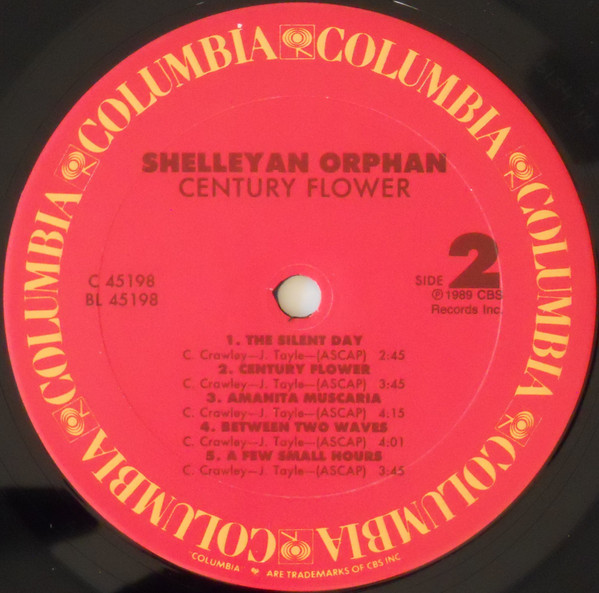 COLUMBIA COLUMBIA COLUMBIA COLUMBIA COLUMBIA COLUMBIA
SHELLEYAN ORPHAN
CENTURY FLOWER
C 45198
BL 45198
SIDE 2
℗ 1989 CBS
Records Inc.
1. THE SILENT DAY
C. Crawley—J. Tayle—(ASCAP) 2:45
2. CENTURY FLOWER
C. Crawley—J. Tayle—(ASCAP) 3:45
3. AMANITA MUSCARIA
C. Crawley—J. Tayle—(ASCAP) 4:15
4. BETWEEN TWO WAVES
C. Crawley—J. Tayle—(ASCAP) 4:01
5. A FEW SMALL HOURS
C. Crawley—J. Tayle—(ASCAP) 3:45
"COLUMBIA" ARE TRADEMARKS OF CBS INC